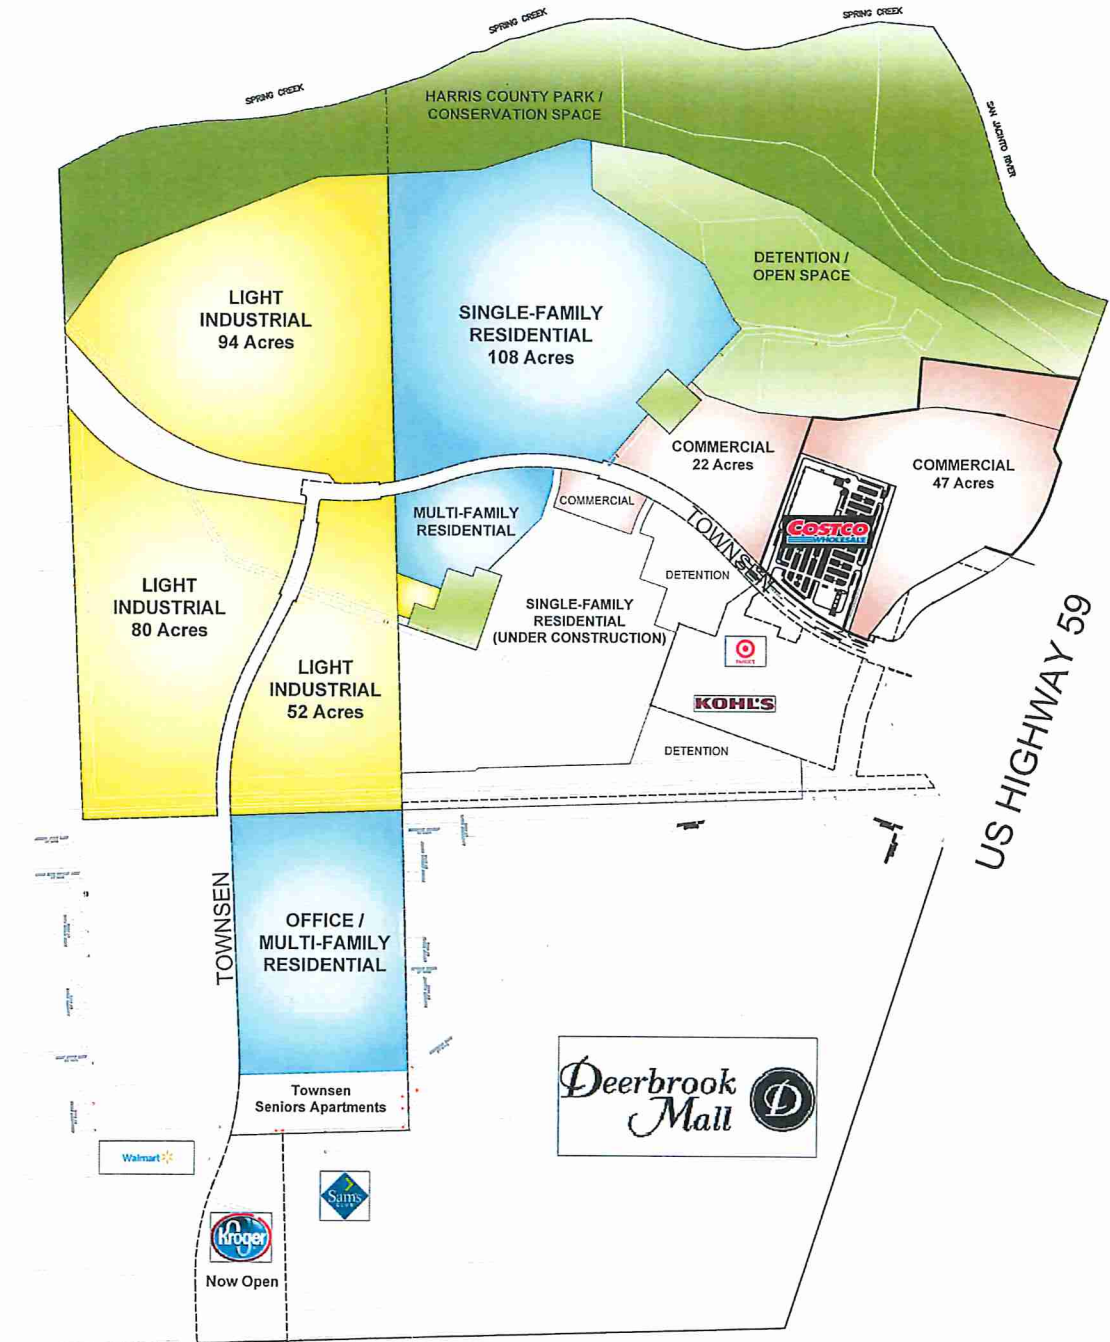 SPRING CREEK
SPRING CREEK
SPRING CREEK
SAN JACINTO RIVER
HARRIS COUNTY PARK /
CONSERVATION SPACE
DETENTION /
OPEN SPACE
LIGHT
INDUSTRIAL
94 Acres
SINGLE-FAMILY
RESIDENTIAL
108 Acres
COMMERCIAL
22 Acres
COMMERCIAL
47 Acres
COMMERCIAL
MULTI-FAMILY
RESIDENTIAL
TOWNSEN
COSTCO
WHOLESALE
DETENTION
LIGHT
INDUSTRIAL
80 Acres
SINGLE-FAMILY
RESIDENTIAL
(UNDER CONSTRUCTION)
TARGET
KOHL'S
LIGHT
INDUSTRIAL
52 Acres
DETENTION
US HIGHWAY 59
TOWNSEN
OFFICE /
MULTI-FAMILY
RESIDENTIAL
Townsen
Seniors Apartments
Deerbrook
Mall
D
Walmart
Sam's
CLUB
Kroger
Now Open